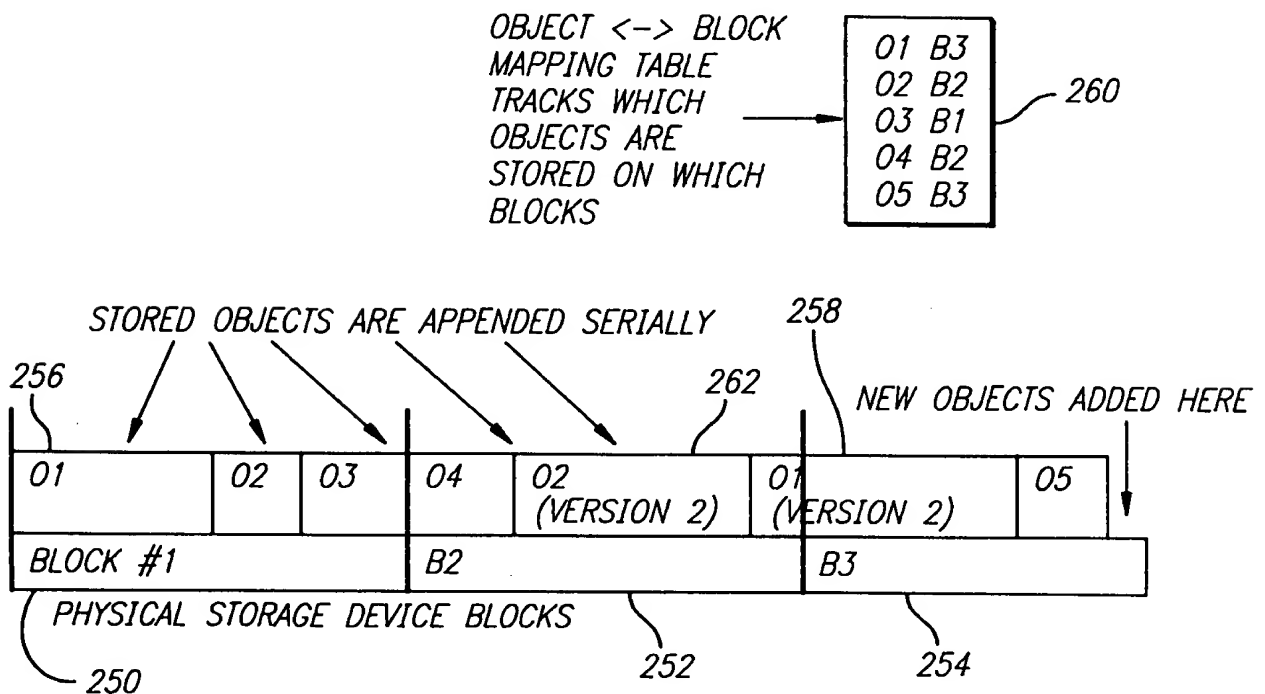 OBJECT <-> BLOCK
MAPPING TABLE
TRACKS WHICH
OBJECTS ARE
STORED ON WHICH
BLOCKS
O1 B3
O2 B2
O3 B1
O4 B2
O5 B3
260
STORED OBJECTS ARE APPENDED SERIALLY
258
256
262
NEW OBJECTS ADDED HERE
O1
O2
O3
O4
O2
(VERSION 2)
O1
(VERSION 2)
O5
BLOCK #1
B2
B3
PHYSICAL STORAGE DEVICE BLOCKS
250
252
254